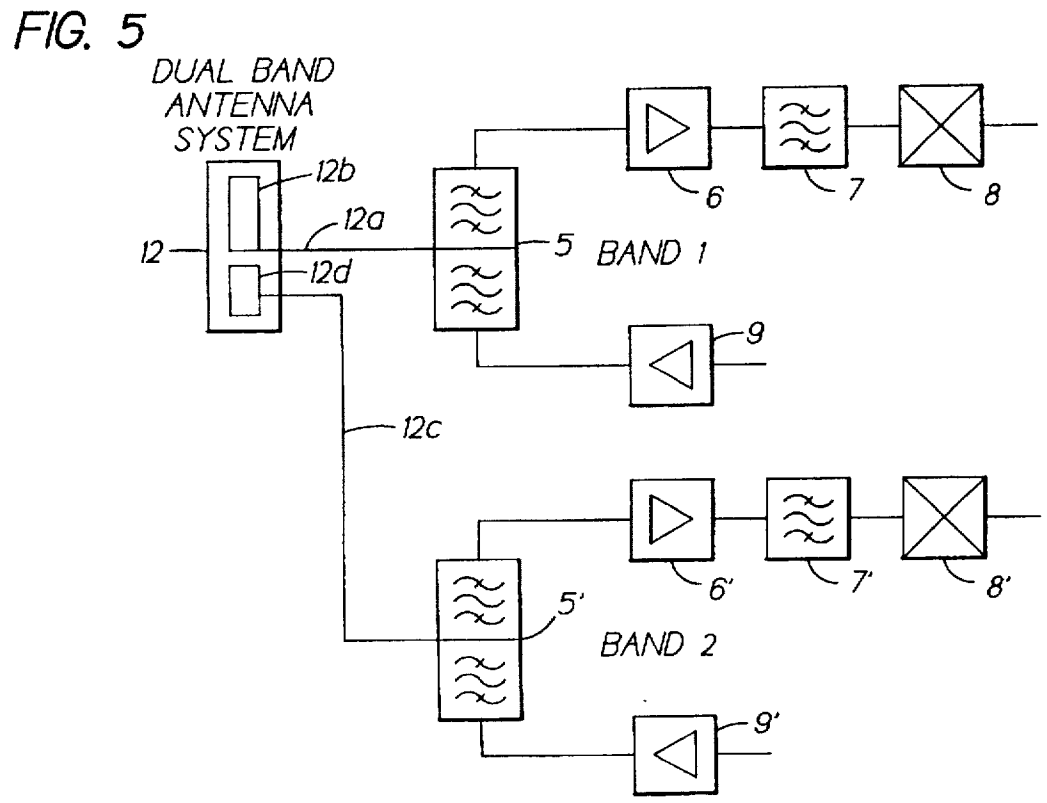 FIG. 5
DUAL BAND
ANTENNA
SYSTEM
12b
12a
12
12d
5
BAND 1
6
7
8
9
12c
6'
7'
8'
5'
BAND 2
9'